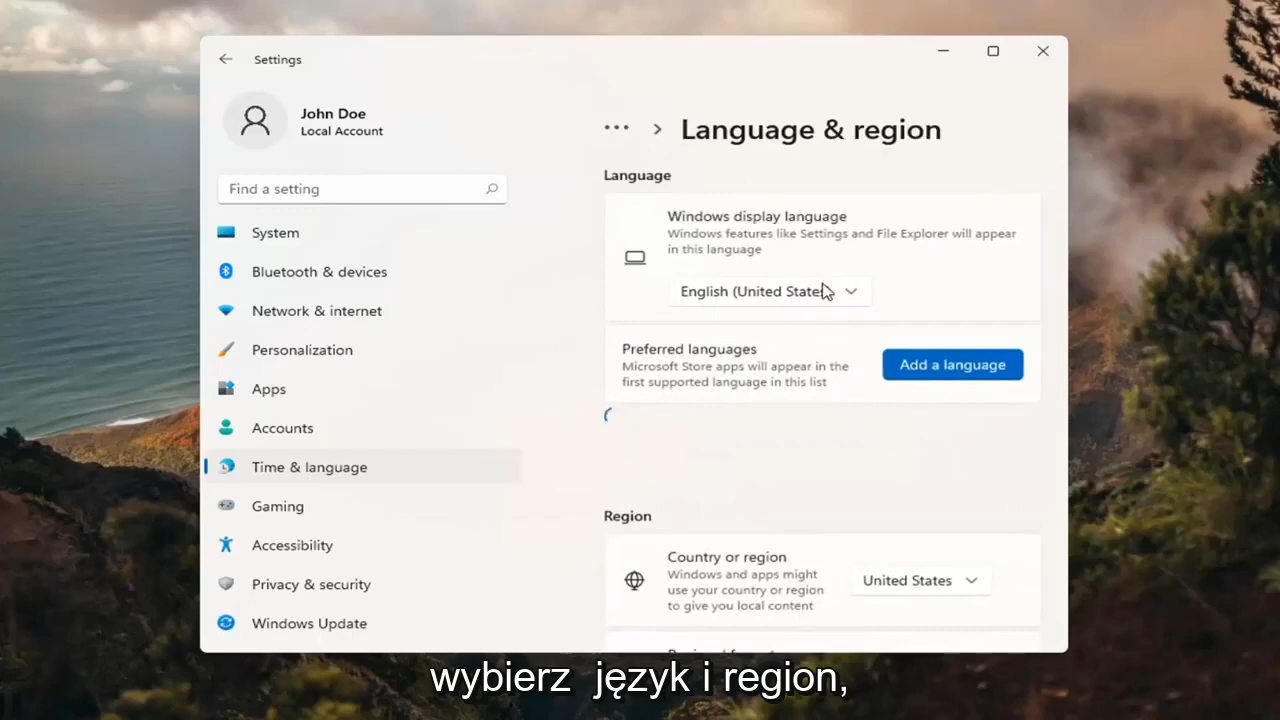 Settings
John Doe
Local Account
Find a setting
System
Bluetooth & devices
Network & internet
Personalization
Apps
Accounts
Time & language
Gaming
Accessibility
Privacy & security
Windows Update
Language & region
Language
Windows display language
Windows features like Settings and File Explorer will appear
in this language
English (United States
Preferred languages
Microsoft Store apps will appear in the
first supported language in this list
Add a language
Region
Country or region
Windows and apps might
use your country or region
to give you local content
United States
wybierz język i region,